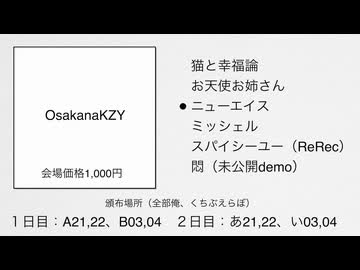 OsakanaKZY
会場価格1,000円
猫と幸福論
お天使お姉さん
●ニューエイス
ミッシェル
スパイシーユー（ReRec）
悶（未公開demo）
頒布場所（全部俺、くちぶえらぼ）
１日目：A21,22、B03,04　２日目：あ21,22、い03,04